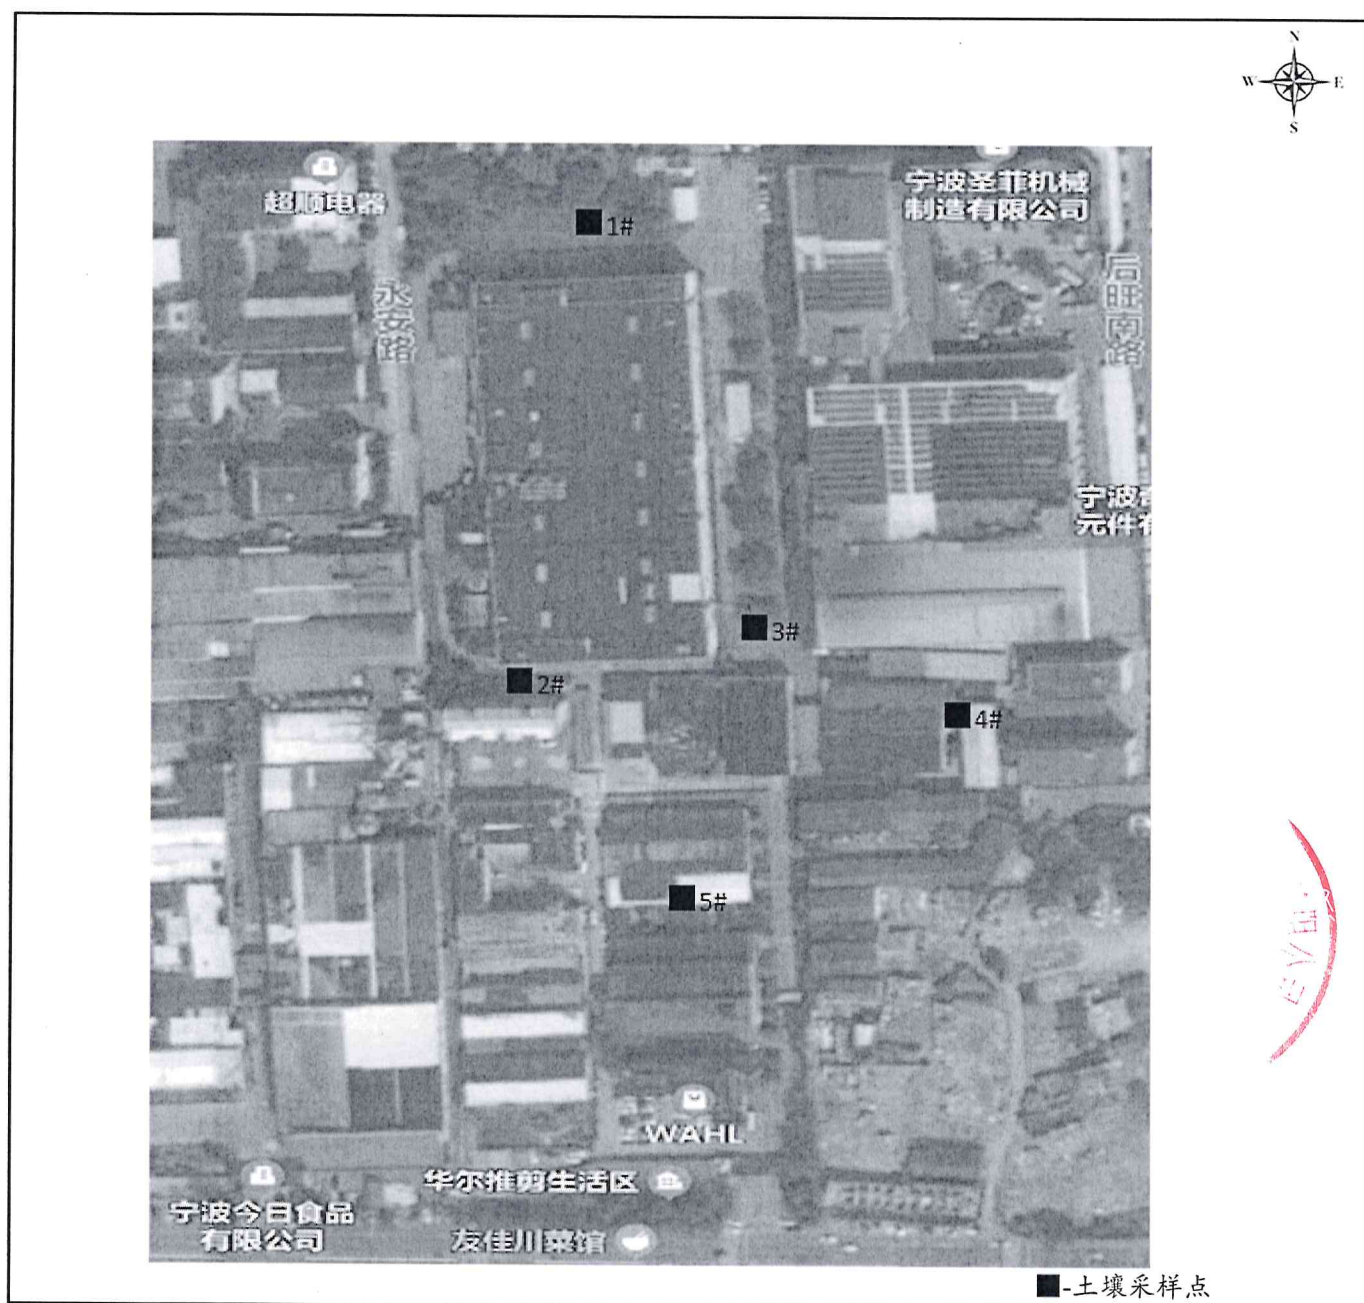 N
W E
S
超顺电器
宁波圣菲机械
制造有限公司
1#
永安路
后旺南路
宁波
元件有
3#
2#
4#
5#
WAHL
华尔推剪生活区
宁波今日食品
有限公司
友佳川菜馆
■-土壤采样点